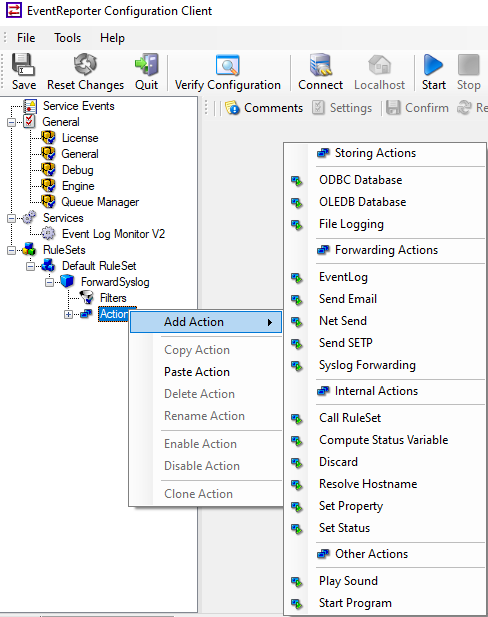 EventReporter Configuration Client
File Tools Help
Save Reset Changes Quit Verify Configuration Connect Localhost Start Stop
Comments Settings Confirm Re
Service Events
General
License
General
Debug
Engine
Queue Manager
Services
Event Log Monitor V2
RuleSets
Default RuleSet
ForwardSyslog
Filters
Action
Add Action
Copy Action
Paste Action
Delete Action
Rename Action
Enable Action
Disable Action
Clone Action
Storing Actions
ODBC Database
OLEDB Database
File Logging
Forwarding Actions
EventLog
Send Email
Net Send
Send SETP
Syslog Forwarding
Internal Actions
Call RuleSet
Compute Status Variable
Discard
Resolve Hostname
Set Property
Set Status
Other Actions
Play Sound
Start Program